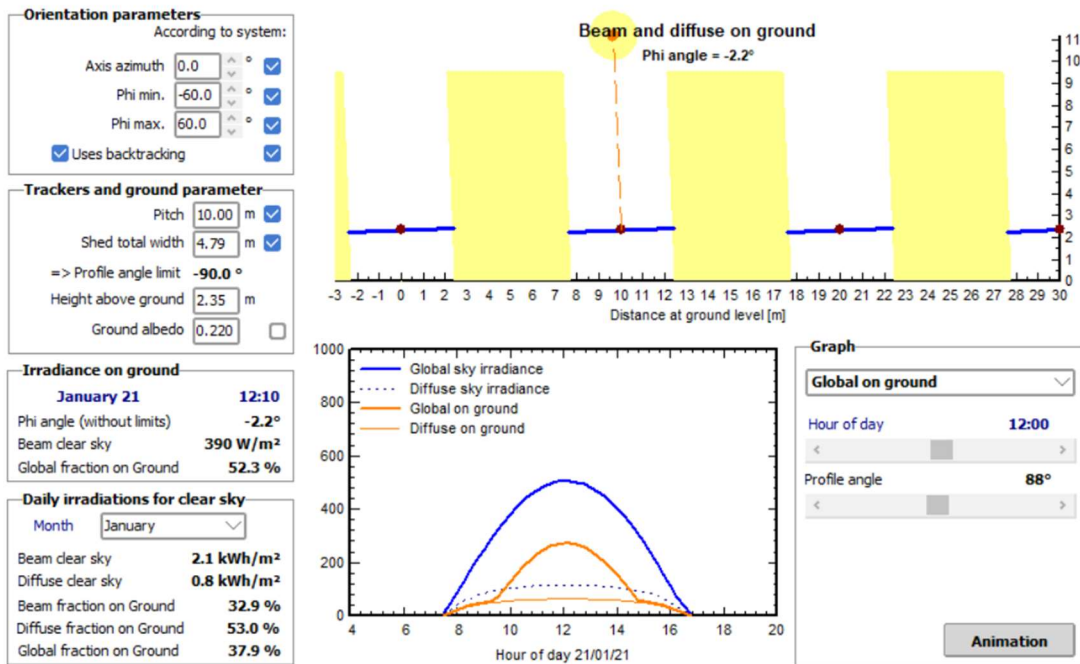 Orientation parameters
According to system:
Axis azimuth 0.0 °
Phi min. -60.0 °
Phi max. 60.0 °
Uses backtracking
Trackers and ground parameter
Pitch 10.00 m
Shed total width 4.79 m
=> Profile angle limit -90.0 °
Height above ground 2.35 m
Ground albedo 0.220
Irradiance on ground
January 21 12:10
Phi angle (without limits) -2.2°
Beam clear sky 390 W/m²
Global fraction on Ground 52.3 %
Daily irradiations for clear sky
Month January
Beam clear sky 2.1 kWh/m²
Diffuse clear sky 0.8 kWh/m²
Beam fraction on Ground 32.9 %
Diffuse fraction on Ground 53.0 %
Global fraction on Ground 37.9 %
Beam and diffuse on ground
Phi angle = -2.2°
11
10
9
8
7
6
5
4
3
2
1
0
-3 -2 -1 0 1 2 3 4 5 6 7 8 9 10 11 12 13 14 15 16 17 18 19 20 21 22 23 24 25 26 27 28 29 30
Distance at ground level [m]
1000
800
600
400
200
0
Global sky irradiance
Diffuse sky irradiance
Global on ground
Diffuse on ground
4 6 8 10 12 14 16 18 20
Hour of day 21/01/21
Graph
Global on ground
Hour of day 12:00
Profile angle 88°
Animation